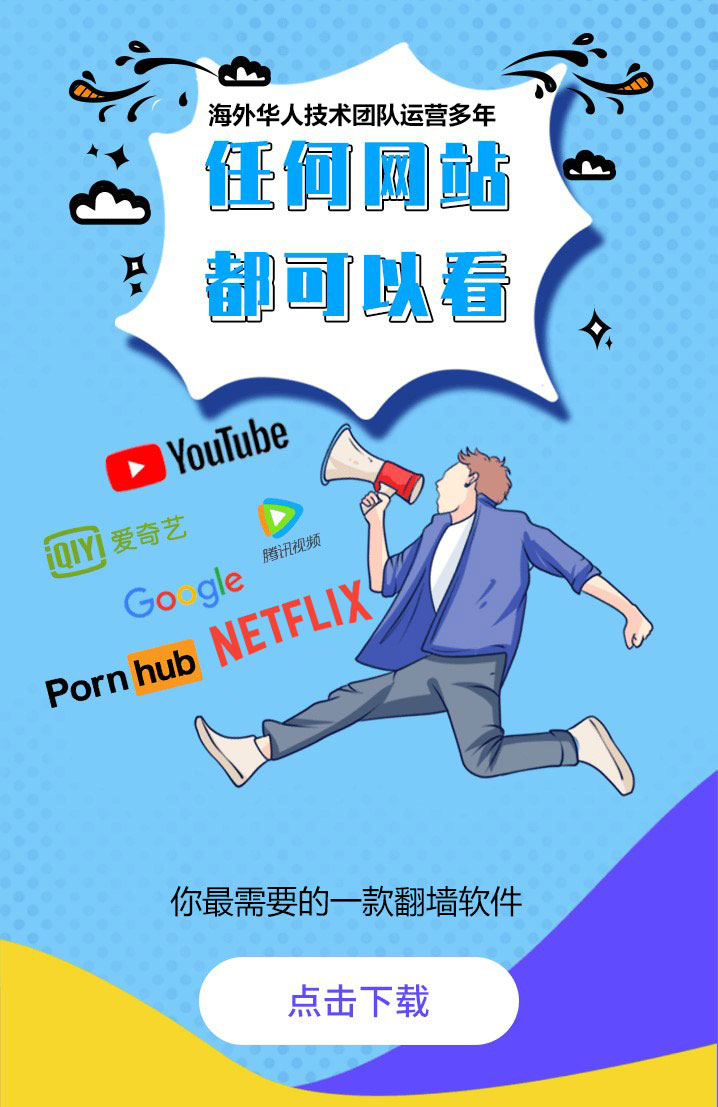 海外华人技术团队运营多年
任何网站
都可以看
YouTube
iQIYI 爱奇艺
腾讯视频
Google
NETFLIX
Porn hub
你最需要的一款翻墙软件
点击下载